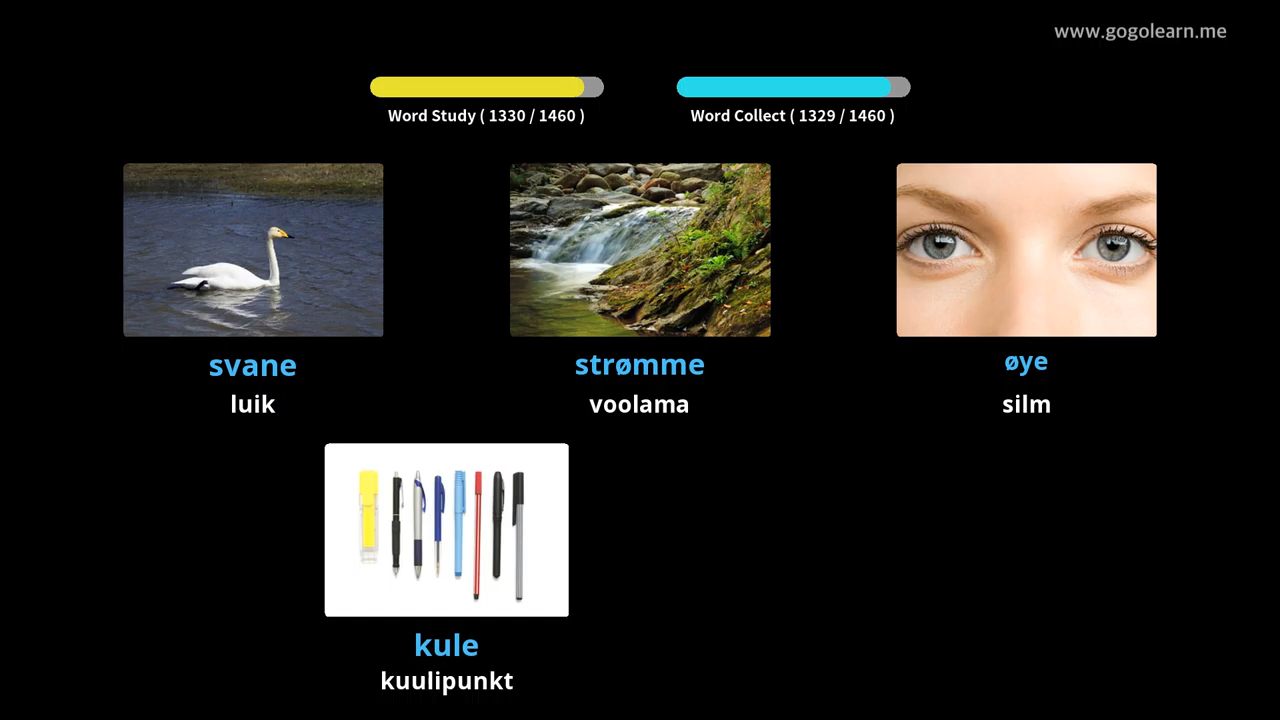 www.gogolearn.me
Word Study ( 1330 / 1460 )
Word Collect ( 1329 / 1460 )
svane
luik
strømme
voolama
øye
silm
kule
kuulipunkt